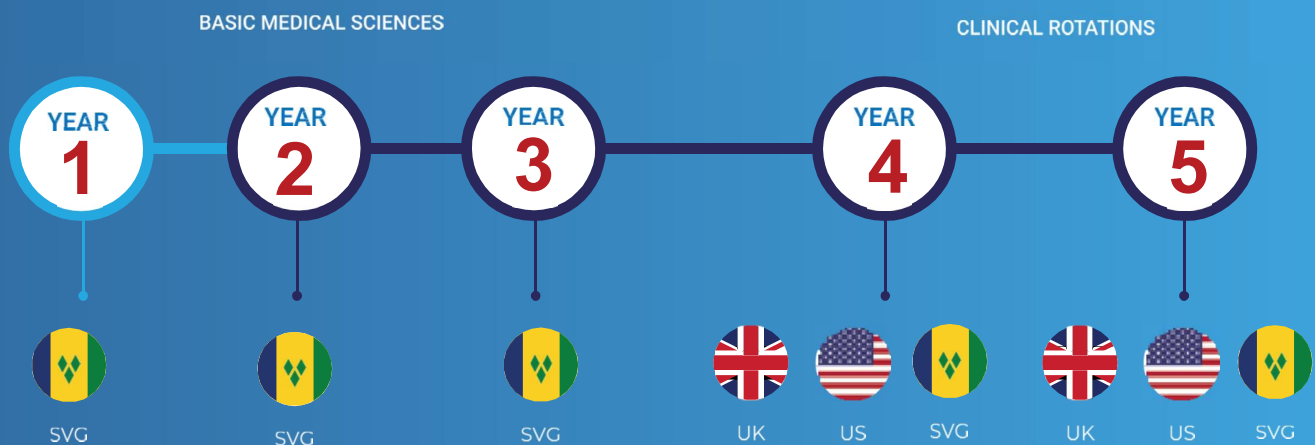 BASIC MEDICAL SCIENCES
CLINICAL ROTATIONS
YEAR
1
YEAR
2
YEAR
3
YEAR
4
YEAR
5
SVG
SVG
SVG
UK
US
SVG
UK
US
SVG